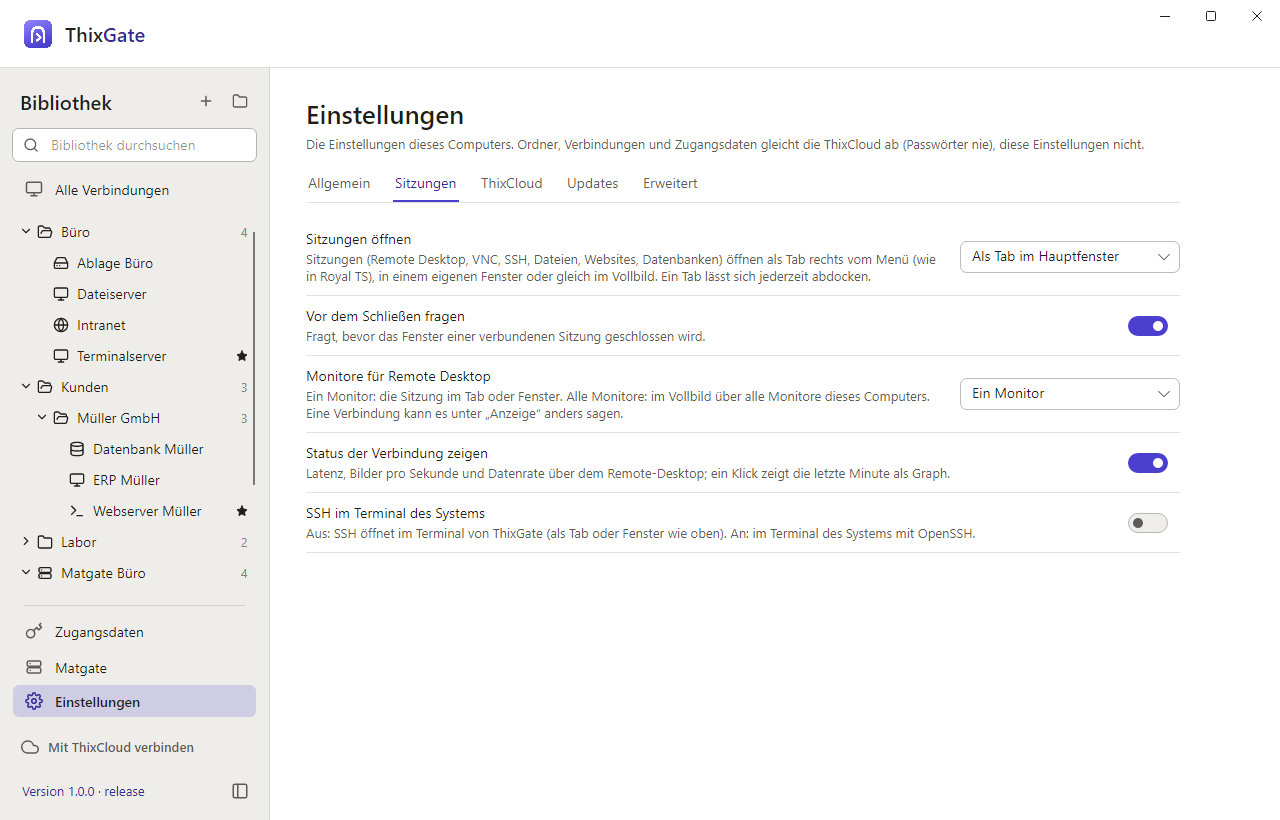 ThixGate
Bibliothek
Bibliothek durchsuchen
Alle Verbindungen
Büro 4
Ablage Büro
Dateiserver
Intranet
Terminalserver
Kunden 3
Müller GmbH 3
Datenbank Müller
ERP Müller
Webserver Müller
Labor 2
Matgate Büro 4
Zugangsdaten
Matgate
Einstellungen
Mit ThixCloud verbinden
Version 1.0.0 · release
Einstellungen
Die Einstellungen dieses Computers. Ordner, Verbindungen und Zugangsdaten gleicht die ThixCloud ab (Passwörter nie), diese Einstellungen nicht.
Allgemein Sitzungen ThixCloud Updates Erweitert
Sitzungen öffnen
Sitzungen (Remote Desktop, VNC, SSH, Dateien, Websites, Datenbanken) öffnen als Tab rechts vom Menü (wie
in Royal TS), in einem eigenen Fenster oder gleich im Vollbild. Ein Tab lässt sich jederzeit abdocken.
Als Tab im Hauptfenster
Vor dem Schließen fragen
Fragt, bevor das Fenster einer verbundenen Sitzung geschlossen wird.
Monitore für Remote Desktop
Ein Monitor: die Sitzung im Tab oder Fenster. Alle Monitore: im Vollbild über alle Monitore dieses Computers.
Eine Verbindung kann es unter „Anzeige“ anders sagen.
Ein Monitor
Status der Verbindung zeigen
Latenz, Bilder pro Sekunde und Datenrate über dem Remote-Desktop; ein Klick zeigt die letzte Minute als Graph.
SSH im Terminal des Systems
Aus: SSH öffnet im Terminal von ThixGate (als Tab oder Fenster wie oben). An: im Terminal des Systems mit OpenSSH.